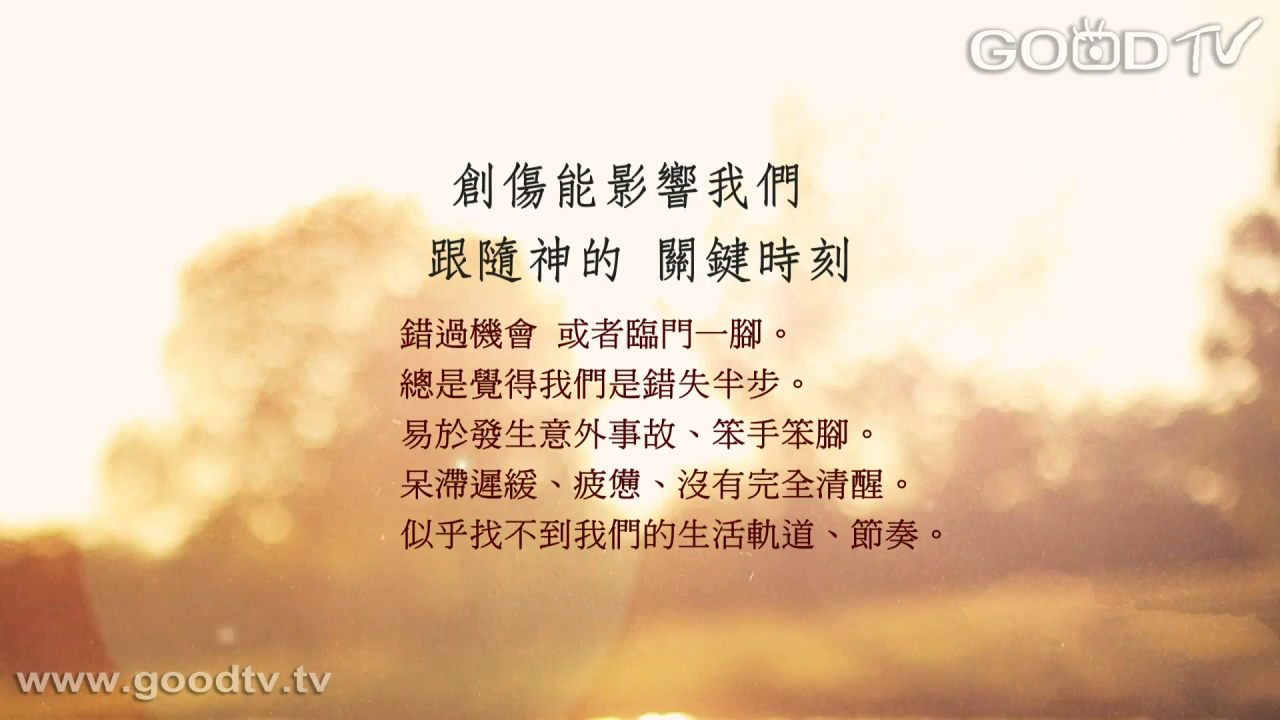 GOOD TV
創傷能影響我們
跟隨神的 關鍵時刻
錯過機會 或者臨門一腳。
總是覺得我們是錯失半步。
易於發生意外事故、笨手笨腳。
呆滯遲緩、疲憊、沒有完全清醒。
似乎找不到我們的生活軌道、節奏。
www.goodtv.tv